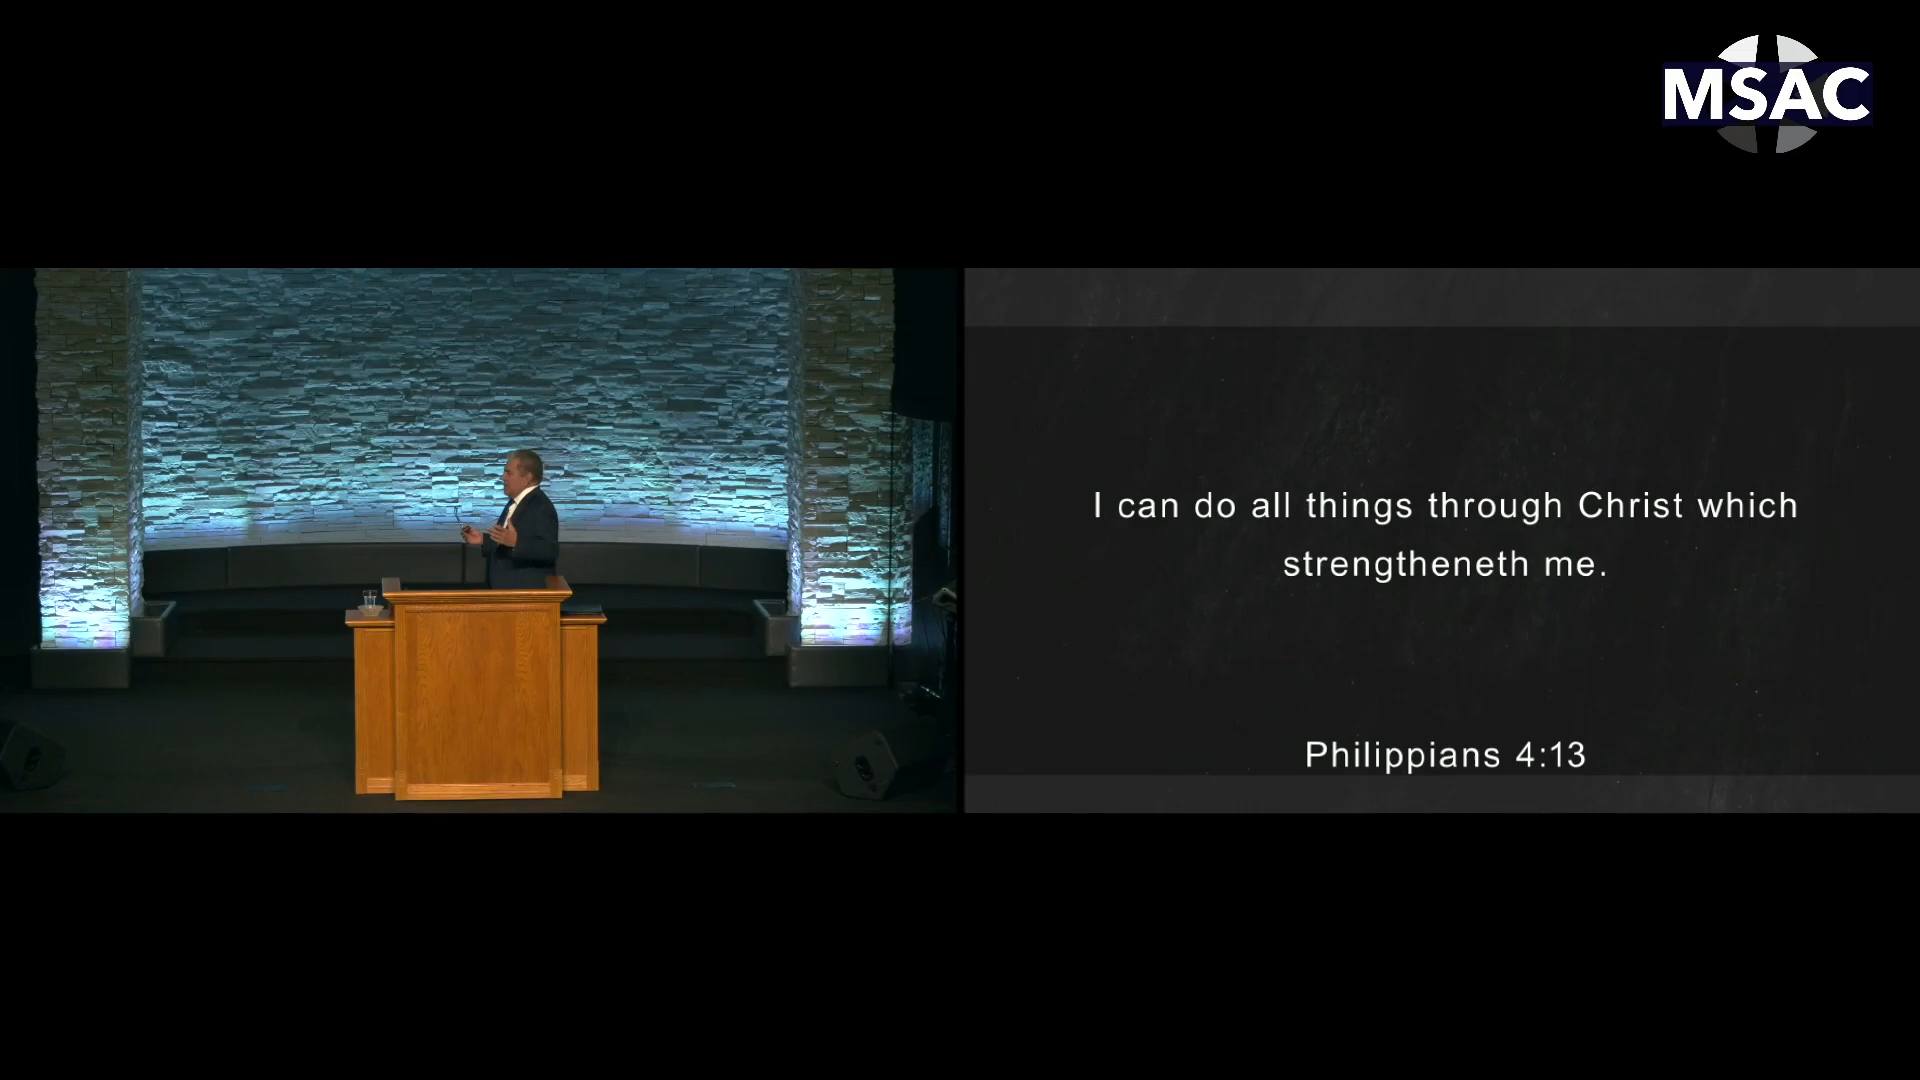 MSAC
I can do all things through Christ which
strengtheneth me.
Philippians 4:13